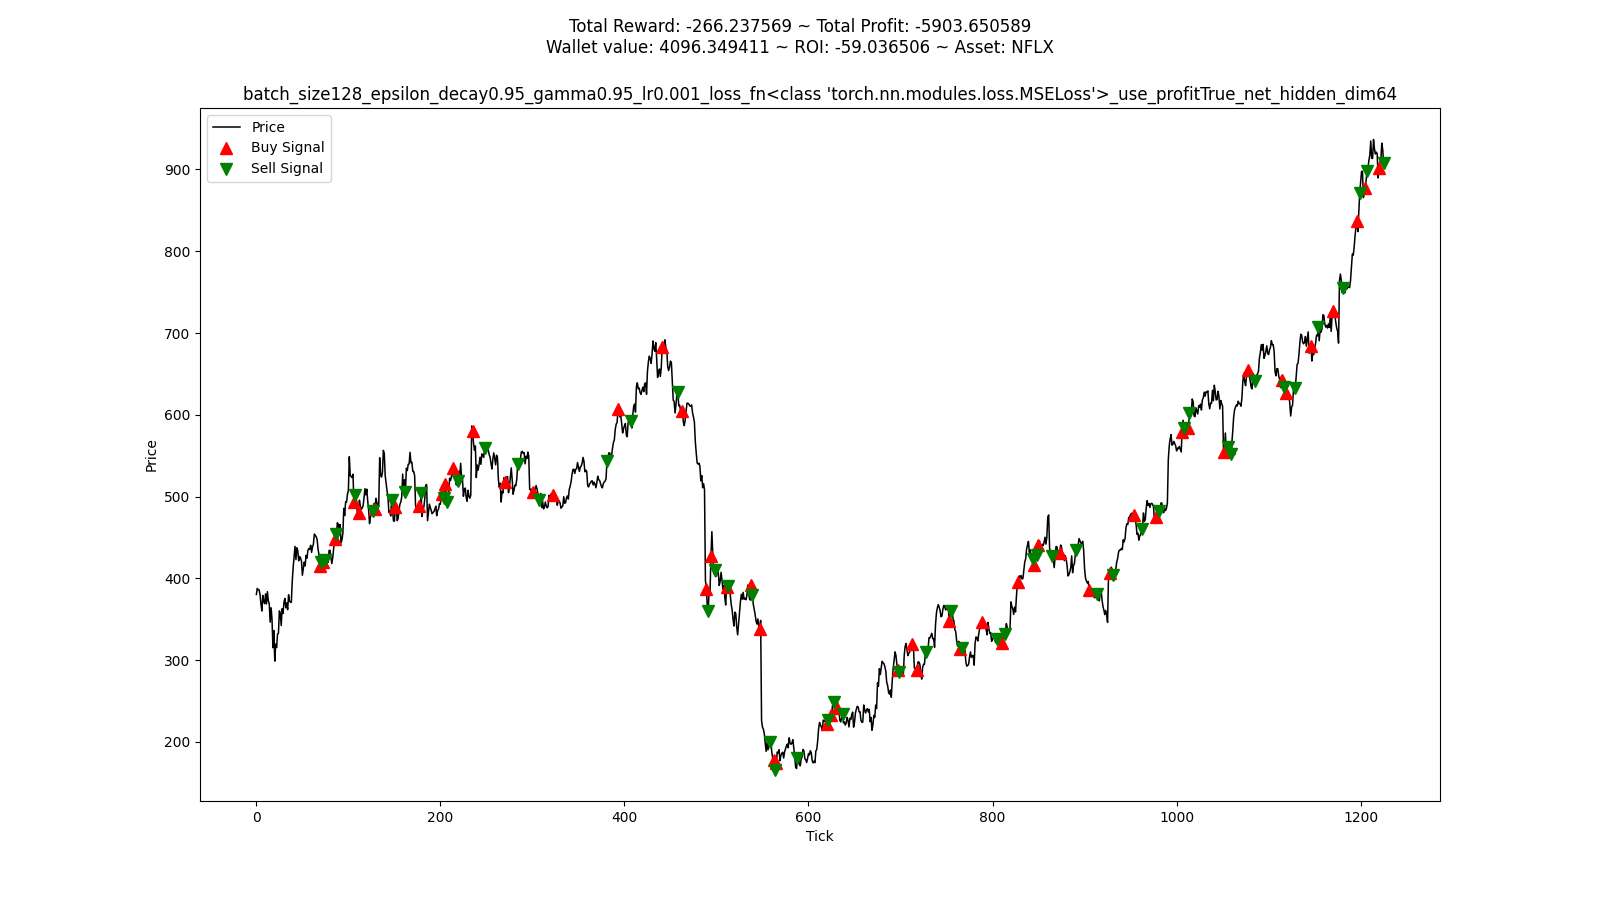 Total Reward: -266.237569 ~ Total Profit: -5903.650589
Wallet value: 4096.349411 ~ ROI: -59.036506 ~ Asset: NFLX
batch_size128_epsilon_decay0.95_gamma0.95_lr0.001_loss_fn<class 'torch.nn.modules.loss.MSELoss'>_use_profitTrue_net_hidden_dim64
Price
Buy Signal
Sell Signal
900
800
700
600
500
400
300
200
Price
0 200 400 600 800 1000 1200
Tick